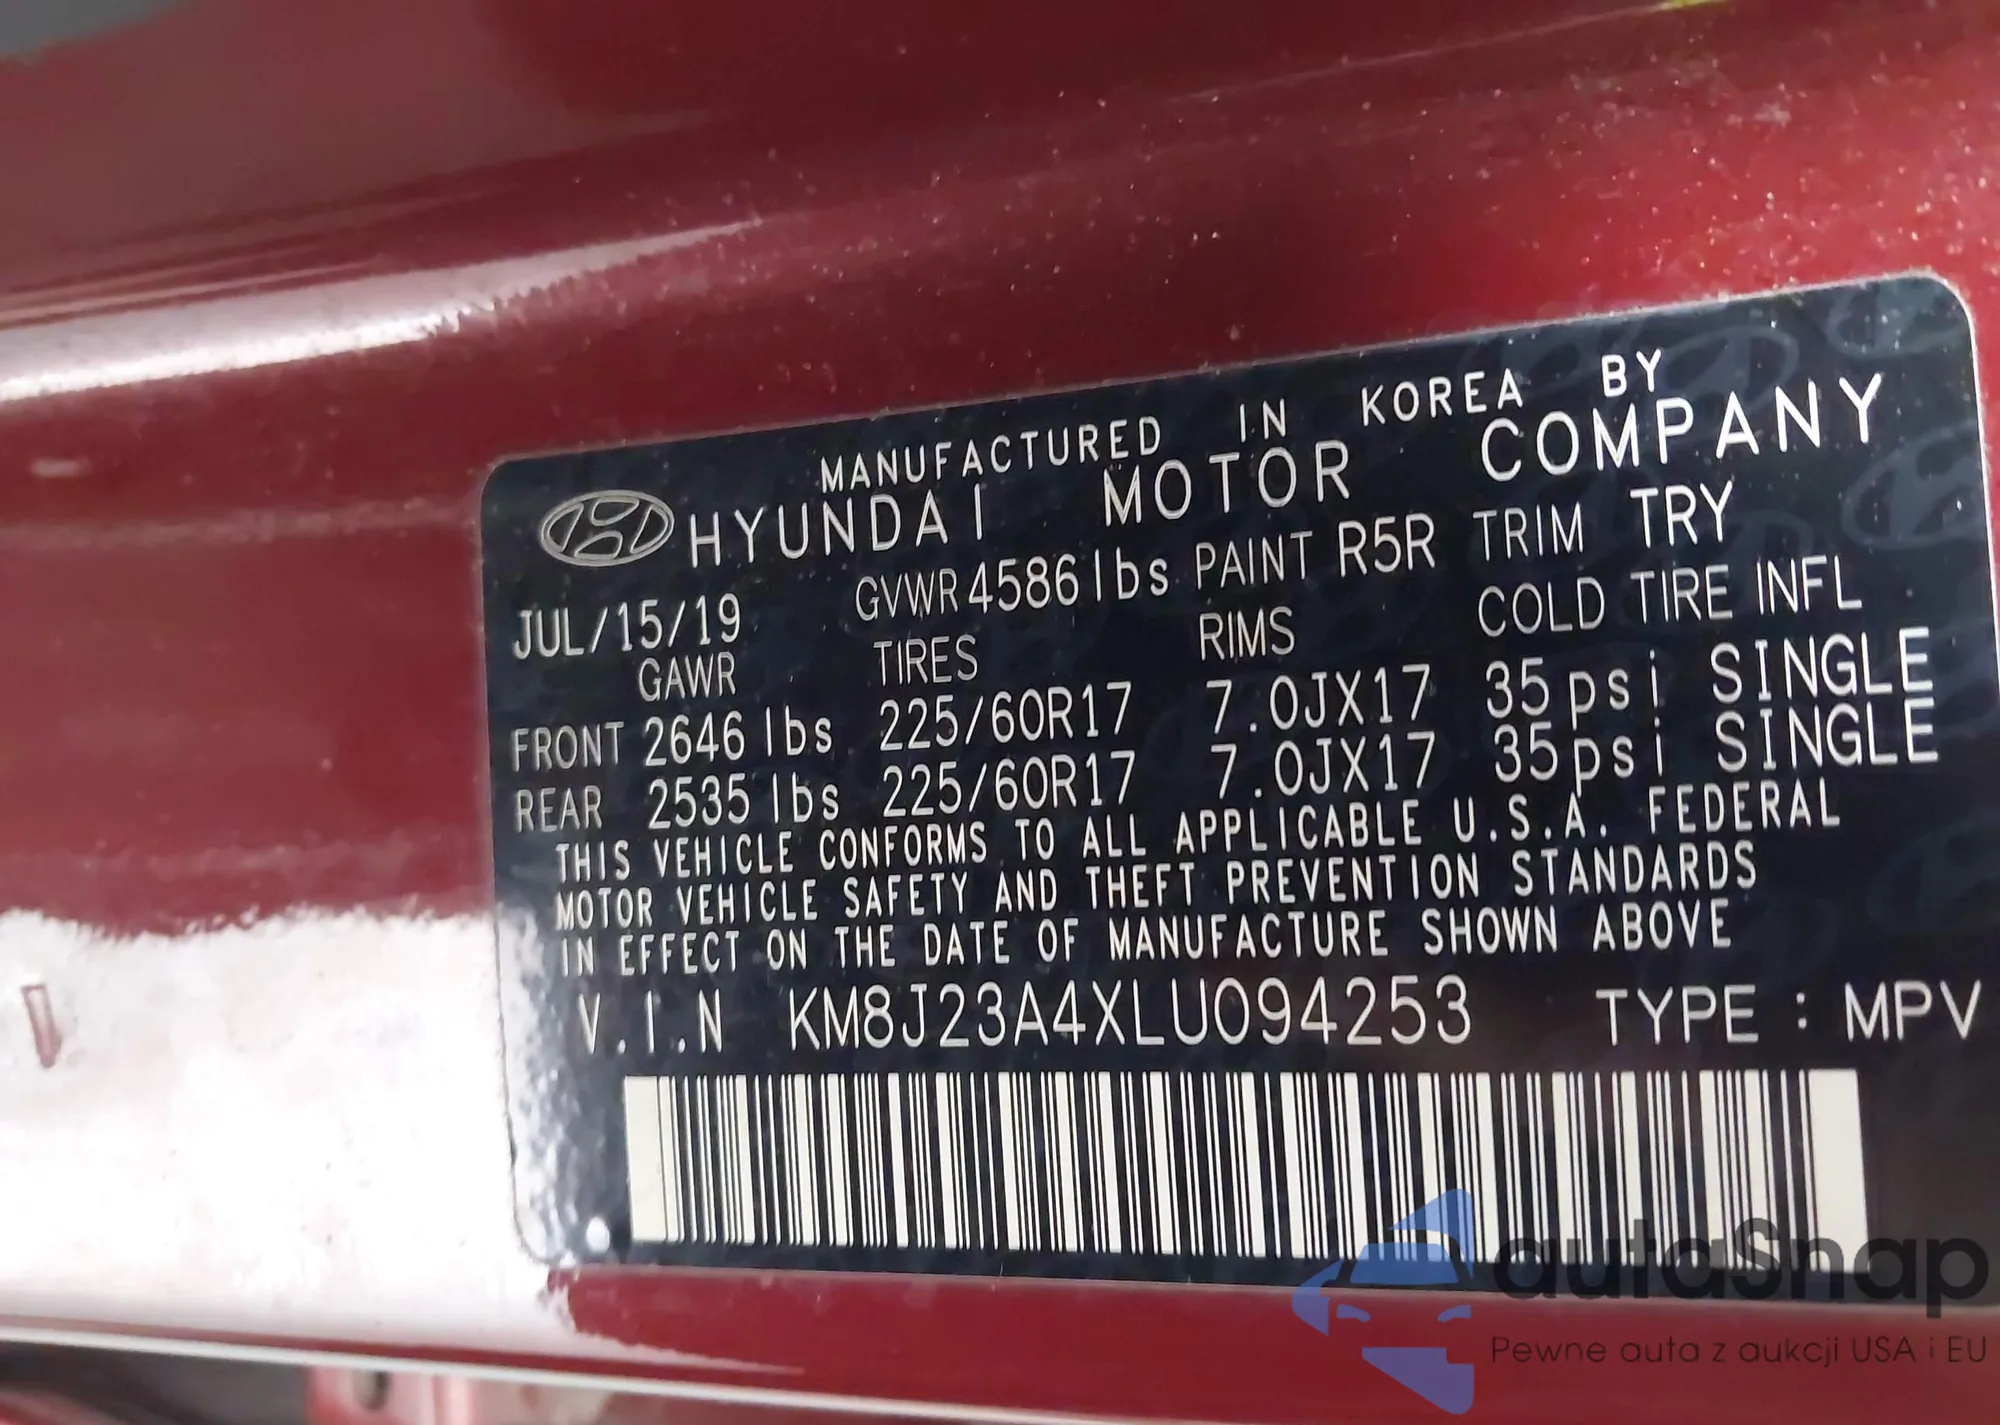 MANUFACTURED IN KOREA BY
HYUNDAI MOTOR COMPANY
JUL/15/19 GVWR 4586 lbs PAINT R5R TRIM TRY
GAWR TIRES RIMS COLD TIRE INFL
FRONT 2646 lbs 225/60R17 7.0JX17 35psi SINGLE
REAR 2535 lbs 225/60R17 7.0JX17 35psi SINGLE
THIS VEHICLE CONFORMS TO ALL APPLICABLE U.S.A. FEDERAL
MOTOR VEHICLE SAFETY AND THEFT PREVENTION STANDARDS
IN EFFECT ON THE DATE OF MANUFACTURE SHOWN ABOVE
V.I.N KM8J23A4XLU094253 TYPE : MPV
autoSnap
Pewne auta z aukcji USA i EU